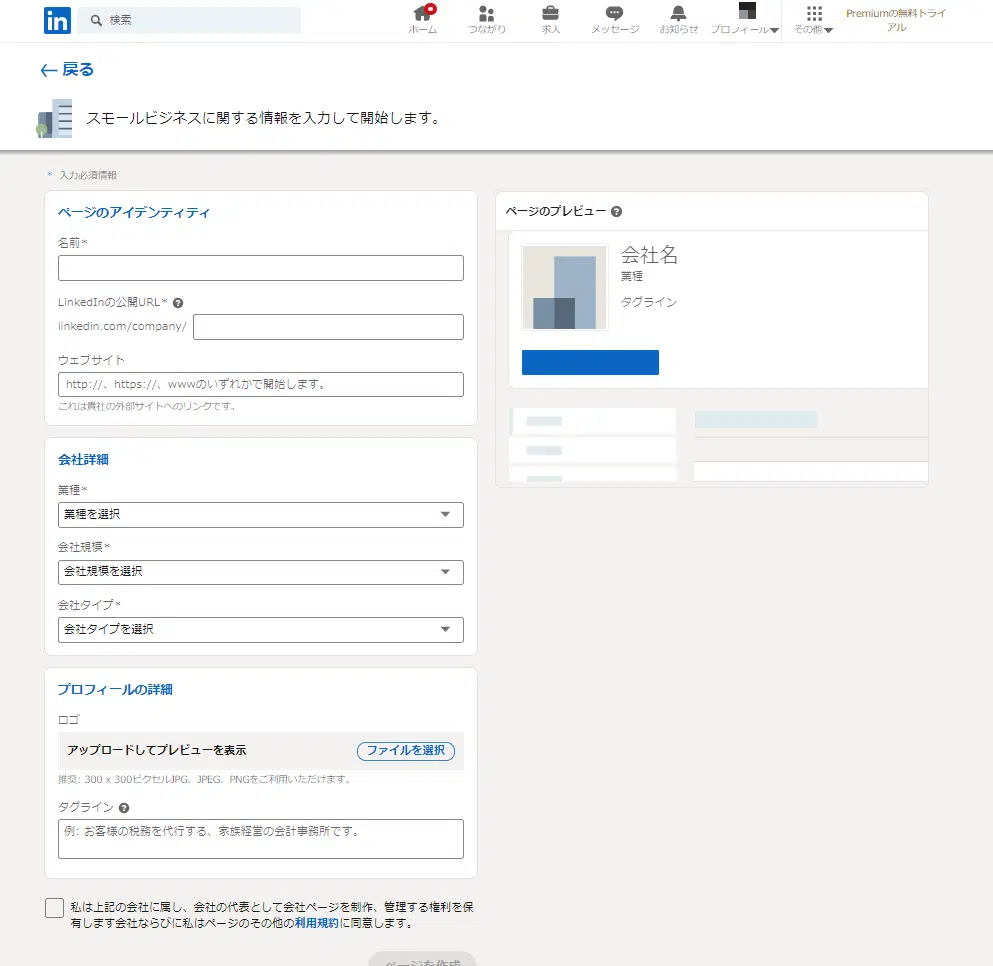 in
検索
ホーム
つながり
求人
メッセージ
お知らせ
プロフィール
その他
Premiumの無料トライ
アル
← 戻る
スモールビジネスに関する情報を入力して開始します。
* 入力必須情報
ページのアイデンティティ
名前*
LinkedInの公開URL* ?
linkedin.com/company/
ウェブサイト
http://、https://、wwwのいずれかで開始します。
これは貴社の外部サイトへのリンクです。
会社詳細
業種*
業種を選択
会社規模*
会社規模を選択
会社タイプ*
会社タイプを選択
プロフィールの詳細
ロゴ
アップロードしてプレビューを表示
ファイルを選択
推奨: 300 x 300ピクセルJPG、JPEG、PNGをご利用いただけます。
タグライン ?
例: お客様の税務を代行する、家族経営の会計事務所です。
私は上記の会社に属し、会社の代表として会社ページを制作、管理する権利を保
有します会社ならびに私はページのその他の利用規約に同意します。
ページを作成
ページのプレビュー ?
会社名
業種
タグライン